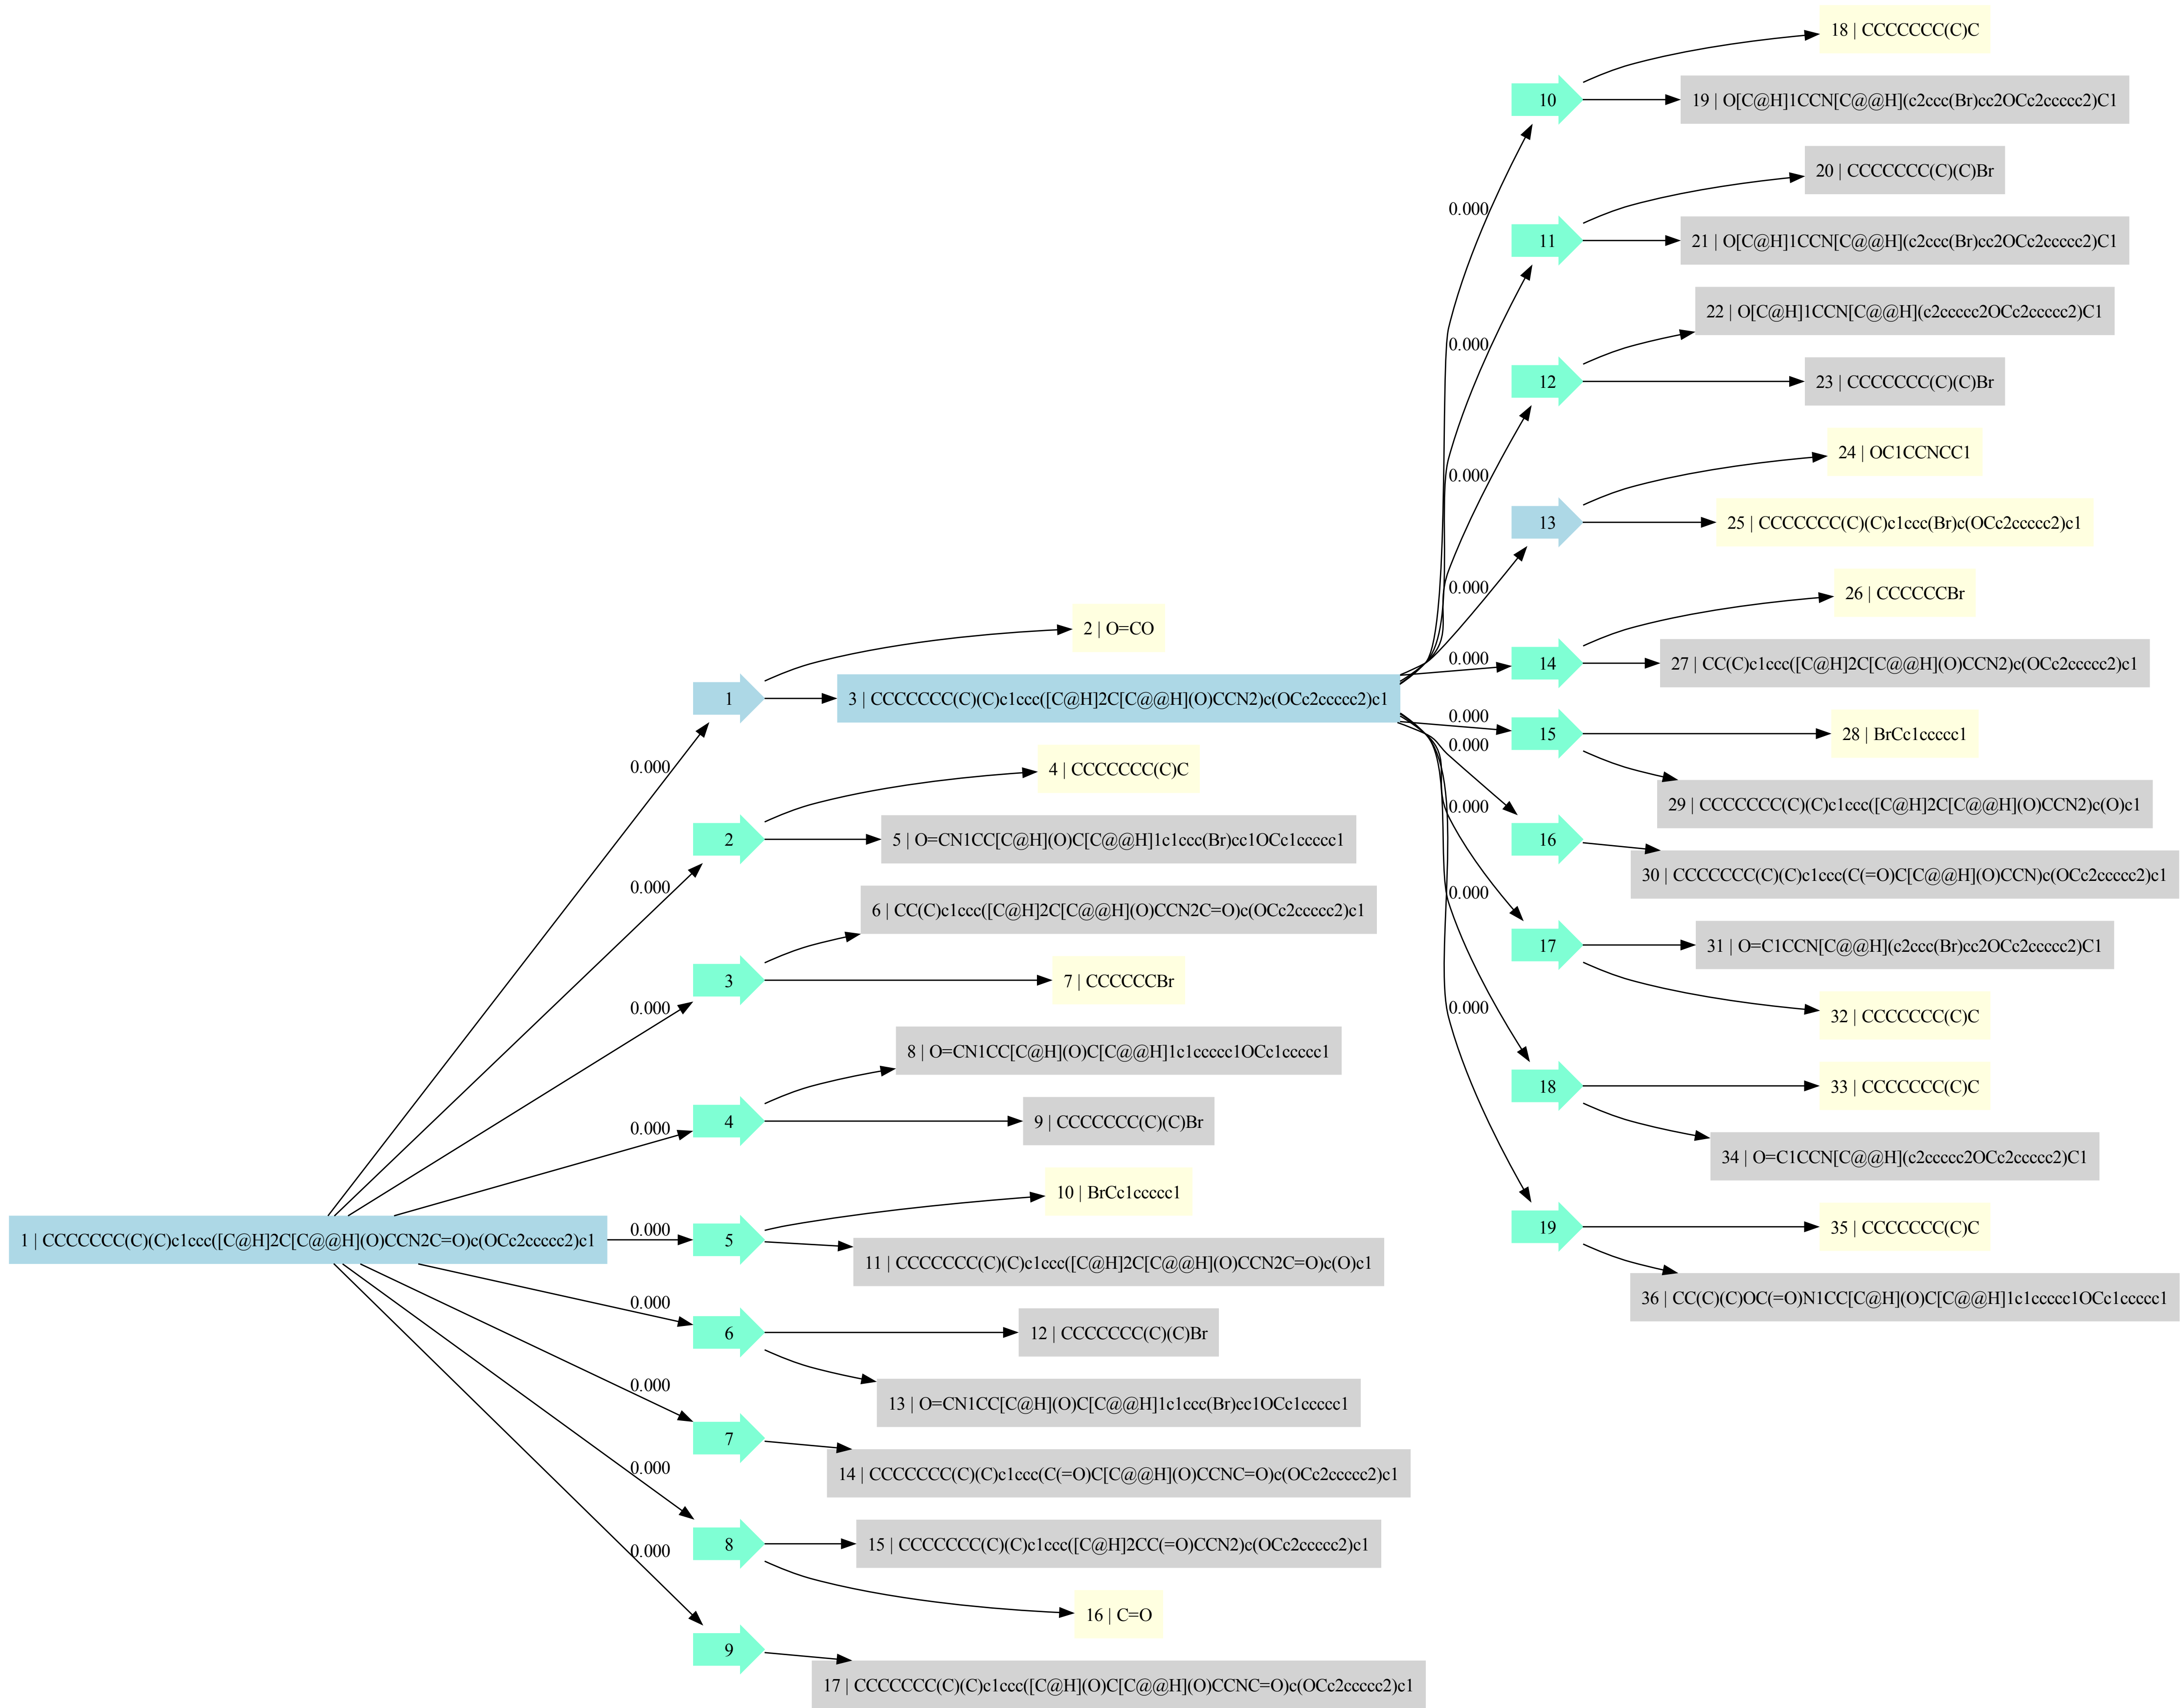 1 | CCCCCCC(C)(C)c1ccc([C@H]2C[C@@H](O)CCN2C=O)c(OCc2ccccc2)c1
0.000
0.000
0.000
0.000
0.000
0.000
0.000
0.000
0.000
1
2
3
4
5
6
7
8
9
2 | O=CO
3 | CCCCCCC(C)(C)c1ccc([C@H]2C[C@@H](O)CCN2)c(OCc2ccccc2)c1
4 | CCCCCCC(C)C
5 | O=CN1CC[C@H](O)C[C@@H]1c1ccc(Br)cc1OCc1ccccc1
6 | CC(C)c1ccc([C@H]2C[C@@H](O)CCN2C=O)c(OCc2ccccc2)c1
7 | CCCCCCBr
8 | O=CN1CC[C@H](O)C[C@@H]1c1ccccc1OCc1ccccc1
9 | CCCCCCC(C)(C)Br
10 | BrCc1ccccc1
11 | CCCCCCC(C)(C)c1ccc([C@H]2C[C@@H](O)CCN2C=O)c(O)c1
12 | CCCCCCC(C)(C)Br
13 | O=CN1CC[C@H](O)C[C@@H]1c1ccc(Br)cc1OCc1ccccc1
14 | CCCCCCC(C)(C)c1ccc(C(=O)C[C@@H](O)CCNC=O)c(OCc2ccccc2)c1
15 | CCCCCCC(C)(C)c1ccc([C@H]2CC(=O)CCN2)c(OCc2ccccc2)c1
16 | C=O
17 | CCCCCCC(C)(C)c1ccc([C@H](O)C[C@@H](O)CCNC=O)c(OCc2ccccc2)c1
0.000
0.000
0.000
0.000
0.000
0.000
0.000
0.000
0.000
0.000
10
11
12
13
14
15
16
17
18
19
18 | CCCCCCC(C)C
19 | O[C@H]1CCN[C@@H](c2ccc(Br)cc2OCc2ccccc2)C1
20 | CCCCCCC(C)(C)Br
21 | O[C@H]1CCN[C@@H](c2ccc(Br)cc2OCc2ccccc2)C1
22 | O[C@H]1CCN[C@@H](c2ccccc2OCc2ccccc2)C1
23 | CCCCCCC(C)(C)Br
24 | OC1CCNCC1
25 | CCCCCCC(C)(C)c1ccc(Br)c(OCc2ccccc2)c1
26 | CCCCCCBr
27 | CC(C)c1ccc([C@H]2C[C@@H](O)CCN2)c(OCc2ccccc2)c1
28 | BrCc1ccccc1
29 | CCCCCCC(C)(C)c1ccc([C@H]2C[C@@H](O)CCN2)c(O)c1
30 | CCCCCCC(C)(C)c1ccc(C(=O)C[C@@H](O)CCN)c(OCc2ccccc2)c1
31 | O=C1CCN[C@@H](c2ccc(Br)cc2OCc2ccccc2)C1
32 | CCCCCCC(C)C
33 | CCCCCCC(C)C
34 | O=C1CCN[C@@H](c2ccccc2OCc2ccccc2)C1
35 | CCCCCCC(C)C
36 | CC(C)(C)OC(=O)N1CC[C@H](O)C[C@@H]1c1ccccc1OCc1ccccc1